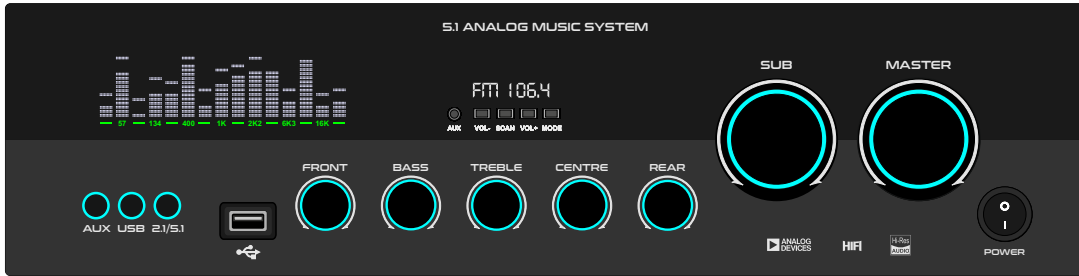 5.1 ANALOG MUSIC SYSTEM
SUB MASTER
FM 106.4
57 134 400 1K 2K2 6K3 16K
AUX VOL- SCAN VOL+ MODE
FRONT BASS TREBLE CENTRE REAR
AUX USB 2.1/5.1
O
I
ANALOG
DEVICES
HIFI
Hi-Res
AUDIO
POWER